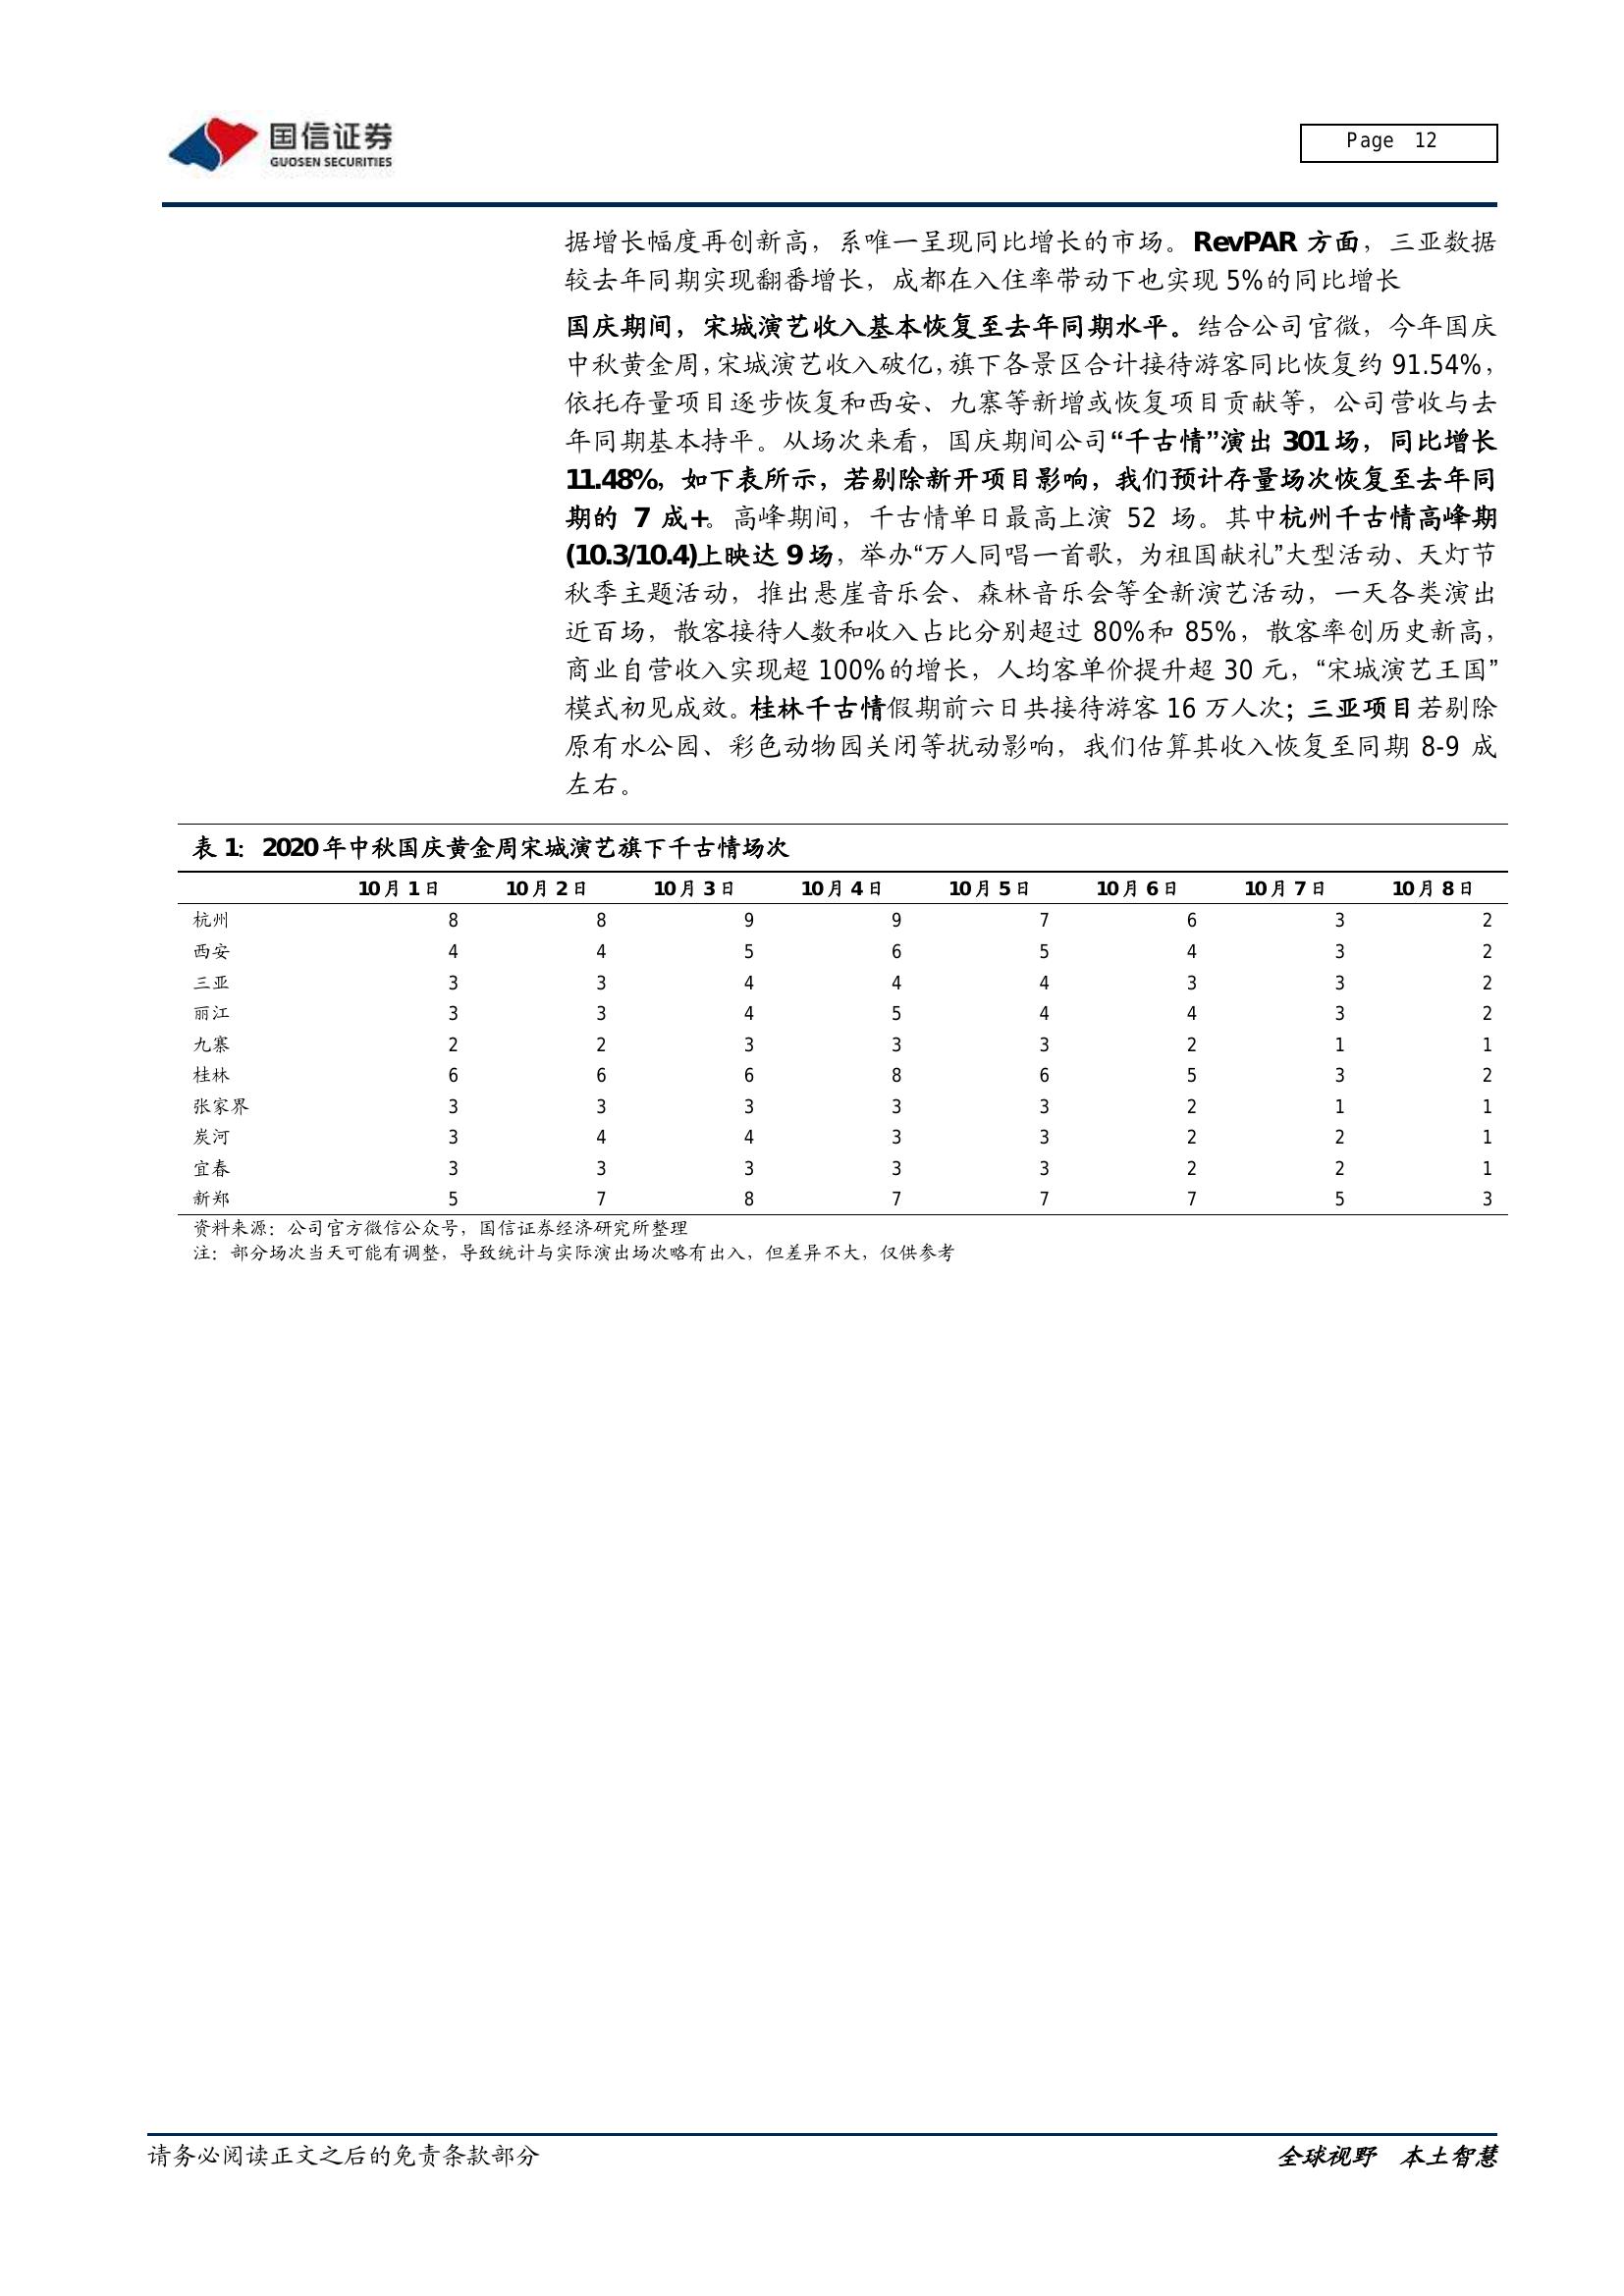 国信证券
GUOSEN SECURITIES
Page 12
据增长幅度再创新高，系唯一呈现同比增长的市场。RevPAR 方面，三亚数据
较去年同期实现翻番增长，成都在入住率带动下也实现 5%的同比增长
国庆期间，宋城演艺收入基本恢复至去年同期水平。结合公司官微，今年国庆
中秋黄金周，宋城演艺收入破亿，旗下各景区合计接待游客同比恢复约 91.54%，
依托存量项目逐步恢复和西安、九寨等新增或恢复项目贡献等，公司营收与去
年同期基本持平。从场次来看，国庆期间公司“千古情”演出 301 场，同比增长
11.48%，如下表所示，若剔除新开项目影响，我们预计存量场次恢复至去年同
期的 7 成+。高峰期间，千古情单日最高上演 52 场。其中杭州千古情高峰期
(10.3/10.4)上映达 9 场，举办“万人同唱一首歌，为祖国献礼”大型活动、天灯节
秋季主题活动，推出悬崖音乐会、森林音乐会等全新演艺活动，一天各类演出
近百场，散客接待人数和收入占比分别超过 80%和 85%，散客率创历史新高，
商业自营收入实现超 100%的增长，人均客单价提升超 30 元，“宋城演艺王国”
模式初见成效。桂林千古情假期前六日共接待游客 16 万人次；三亚项目若剔除
原有水公园、彩色动物园关闭等扰动影响，我们估算其收入恢复至同期 8-9 成
左右。
表 1：2020 年中秋国庆黄金周宋城演艺旗下千古情场次
10 月 1 日 10 月 2 日 10 月 3 日 10 月 4 日 10 月 5 日 10 月 6 日 10 月 7 日 10 月 8 日
杭州 8 8 9 9 7 6 3 2
西安 4 4 5 6 5 4 3 2
三亚 3 3 4 4 4 3 3 2
丽江 3 3 4 5 4 4 3 2
九寨 2 2 3 3 3 2 1 1
桂林 6 6 6 8 6 5 3 2
张家界 3 3 3 3 3 2 1 1
炭河 3 4 4 3 3 2 2 1
宜春 3 3 3 3 3 2 2 1
新郑 5 7 8 7 7 7 5 3
资料来源：公司官方微信公众号，国信证券经济研究所整理
注：部分场次当天可能有调整，导致统计与实际演出场次略有出入，但差异不大，仅供参考
请务必阅读正文之后的免责条款部分
全球视野 本土智慧